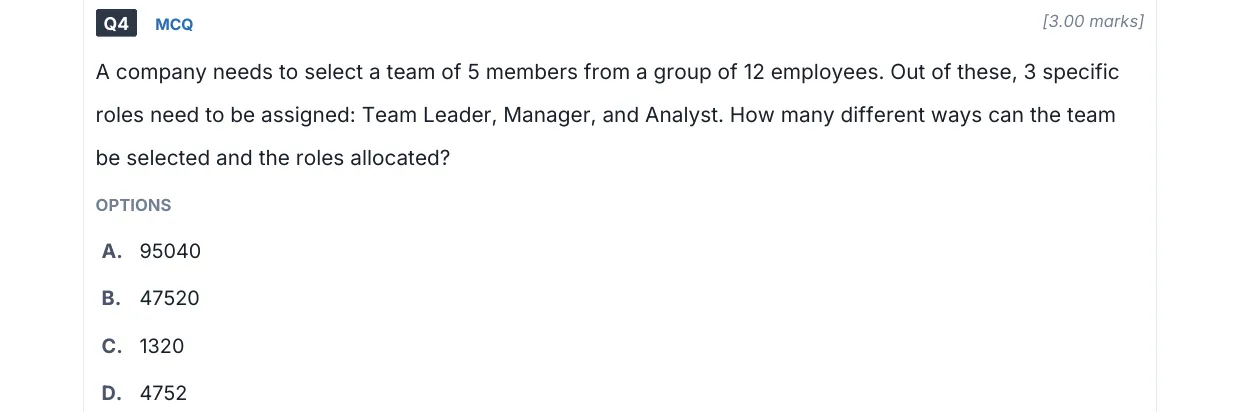 Q4 MCQ [3.00 marks]
A company needs to select a team of 5 members from a group of 12 employees. Out of these, 3 specific
roles need to be assigned: Team Leader, Manager, and Analyst. How many different ways can the team
be selected and the roles allocated?
OPTIONS
A. 95040
B. 47520
C. 1320
D. 4752